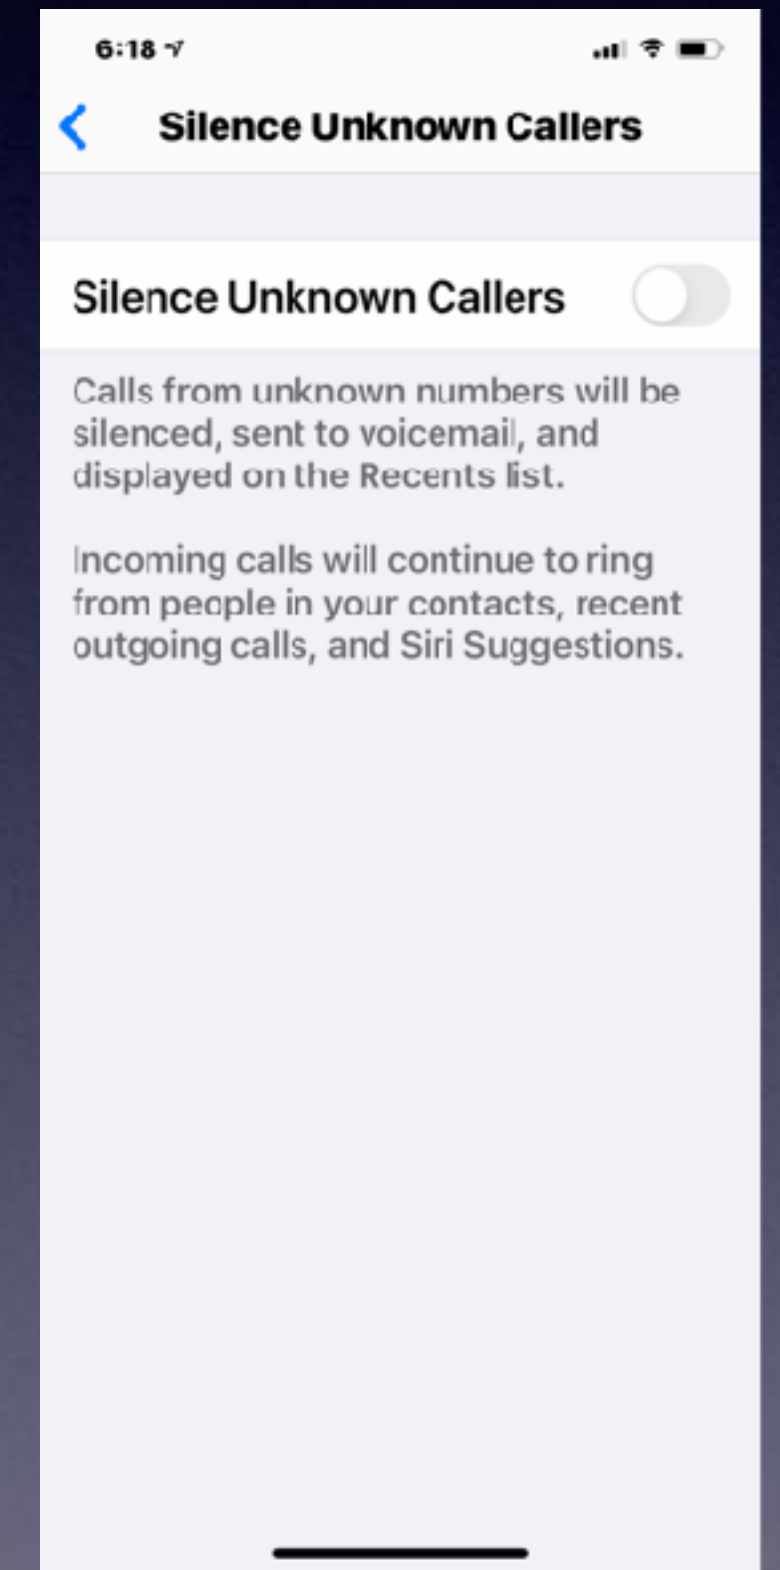 6:18
Silence Unknown Callers
Silence Unknown Callers
Calls from unknown numbers will be
silenced, sent to voicemail, and
displayed on the Recents list.
Incoming calls will continue to ring
from people in your contacts, recent
outgoing calls, and Siri Suggestions.